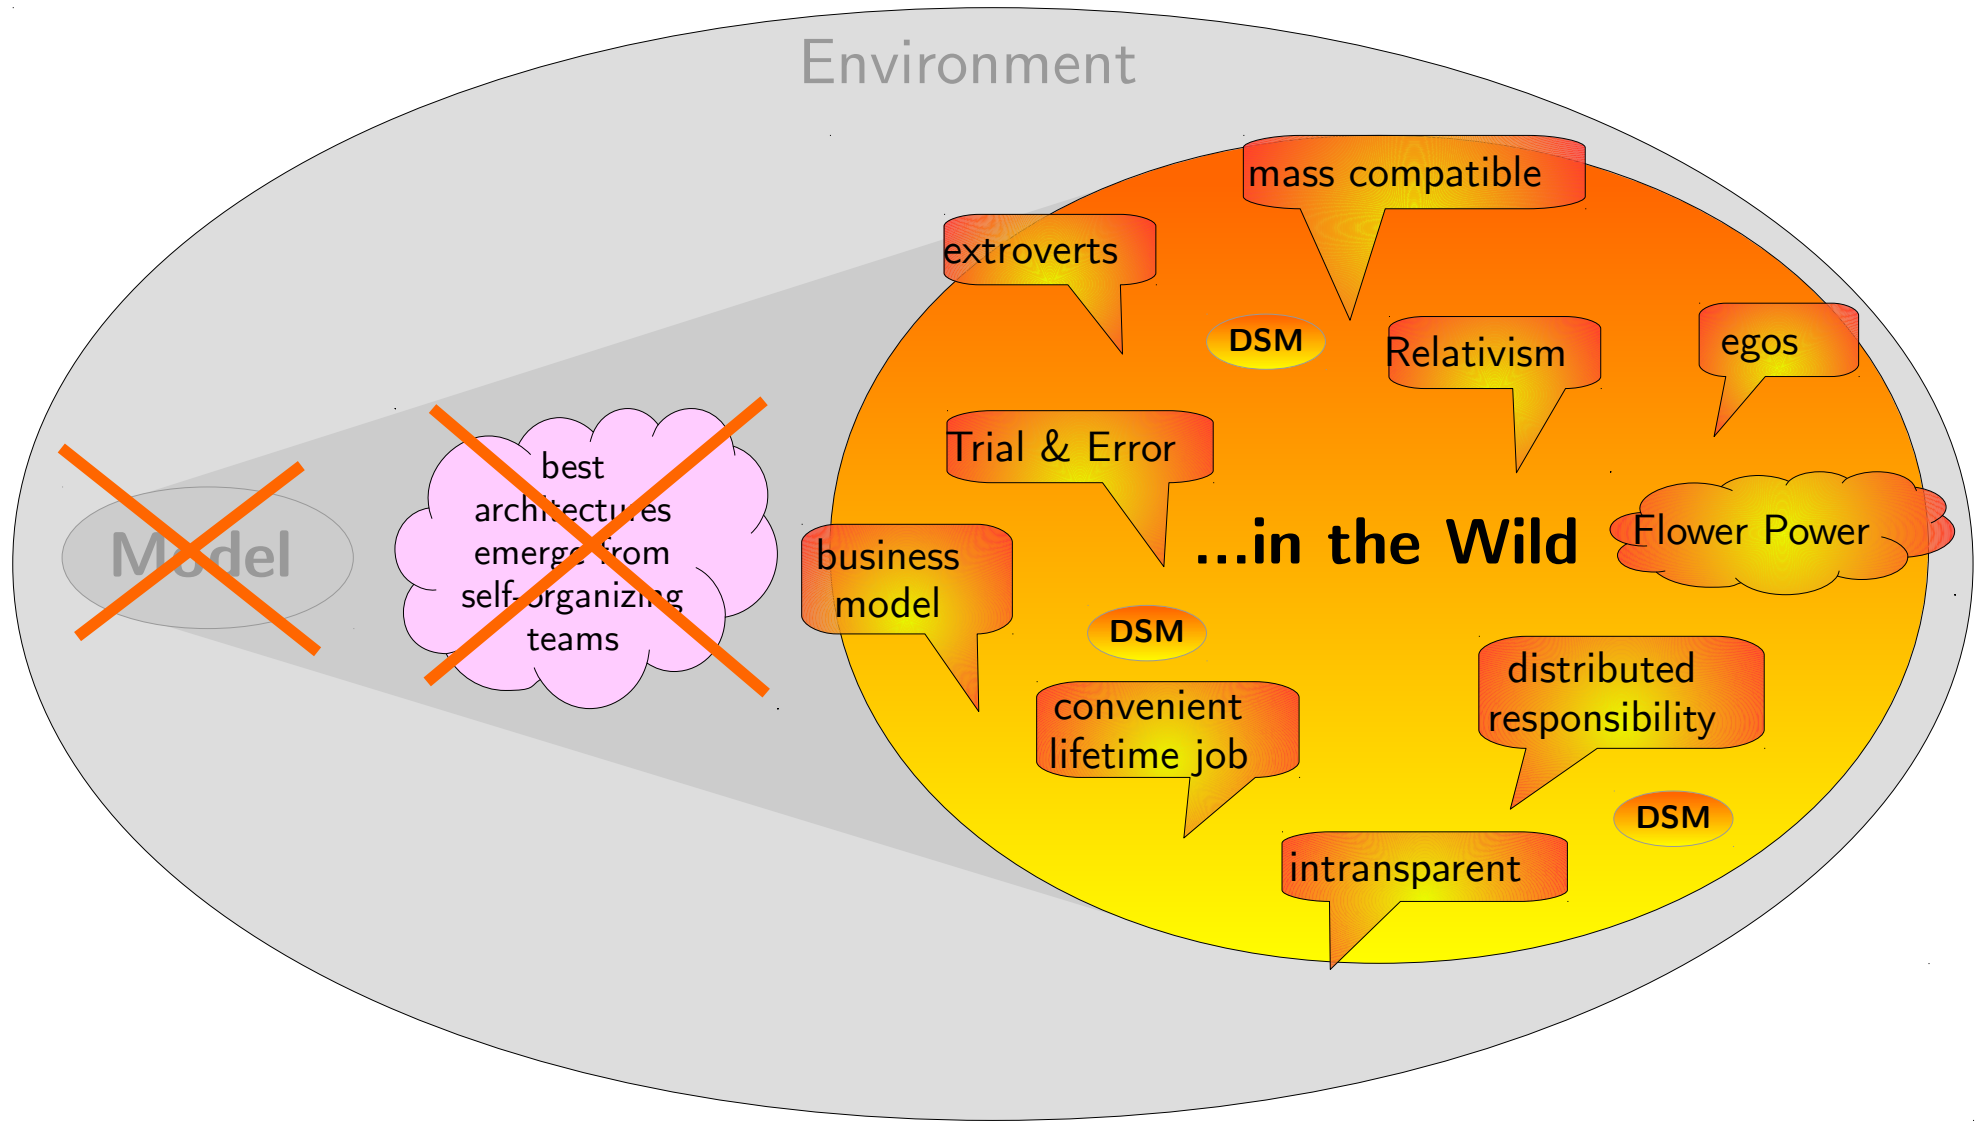 Environment
mass compatible
extroverts
DSM
Relativism
egos
Trial & Error
best
architectures
emerge from
self-organizing
teams
Model
...in the Wild
Flower Power
business
model
DSM
convenient
lifetime job
distributed
responsibility
DSM
intransparent